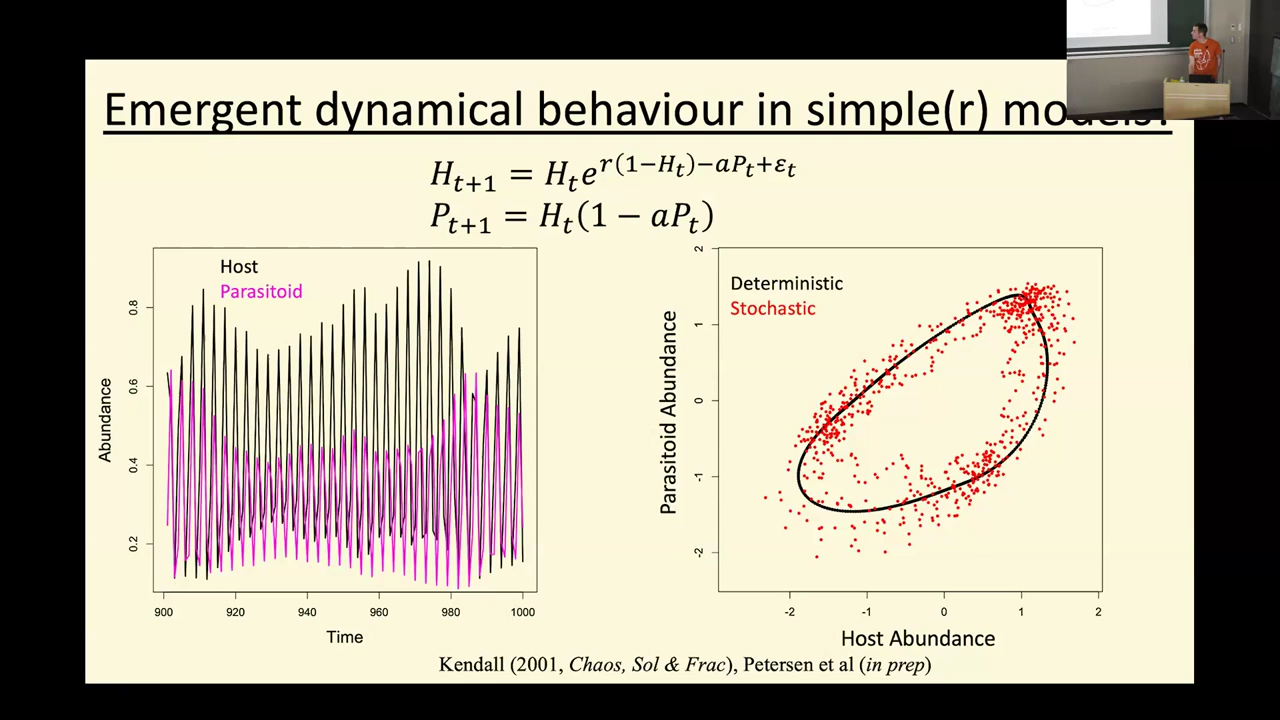 Emergent dynamical behaviour in simple(r) models?
H_{t+1} = H_t e^{r(1−H_t)−aP_t+ε_t}
P_{t+1} = H_t(1 − aP_t)
Host
Parasitoid
Abundance
0.8
0.6
0.4
0.2
900 920 940 960 980 1000
Time
Deterministic
Stochastic
Parasitoid Abundance
2
1
0
-1
-2
-2 -1 0 1 2
Host Abundance
Kendall (2001, Chaos, Sol & Frac), Petersen et al (in prep)